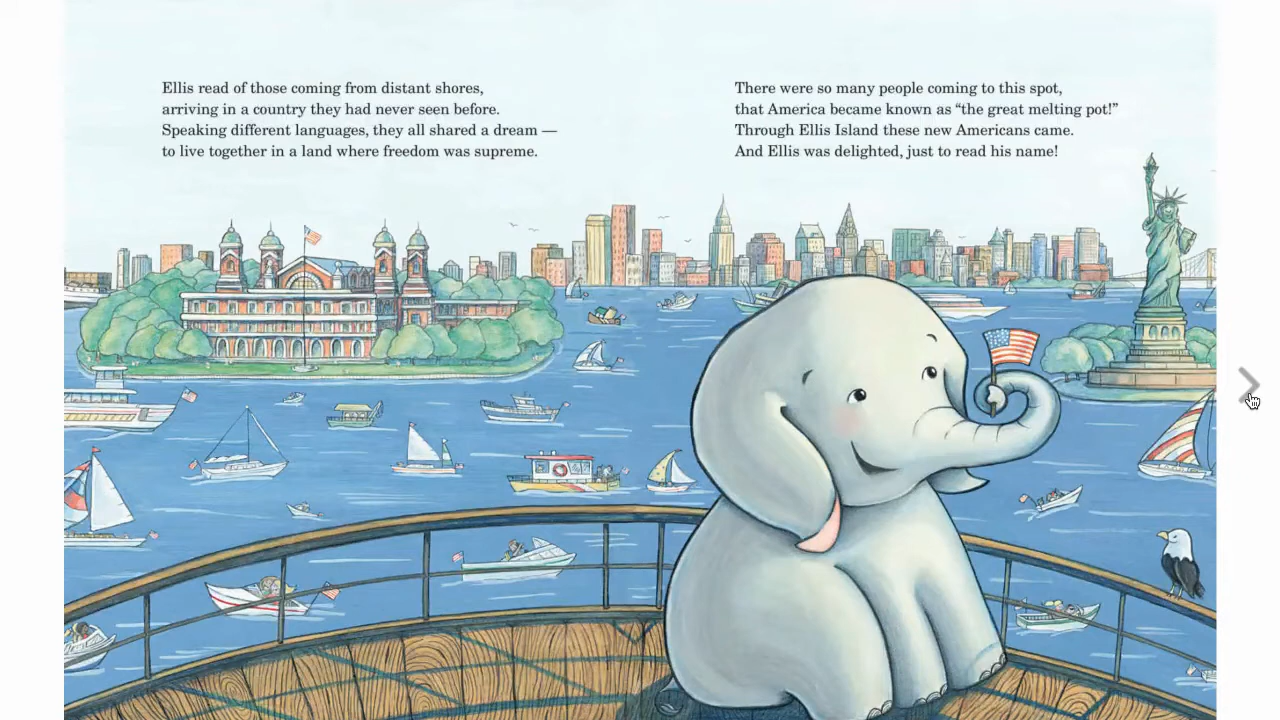 Ellis read of those coming from distant shores,
arriving in a country they had never seen before.
Speaking different languages, they all shared a dream —
to live together in a land where freedom was supreme.
There were so many people coming to this spot,
that America became known as “the great melting pot!”
Through Ellis Island these new Americans came.
And Ellis was delighted, just to read his name!